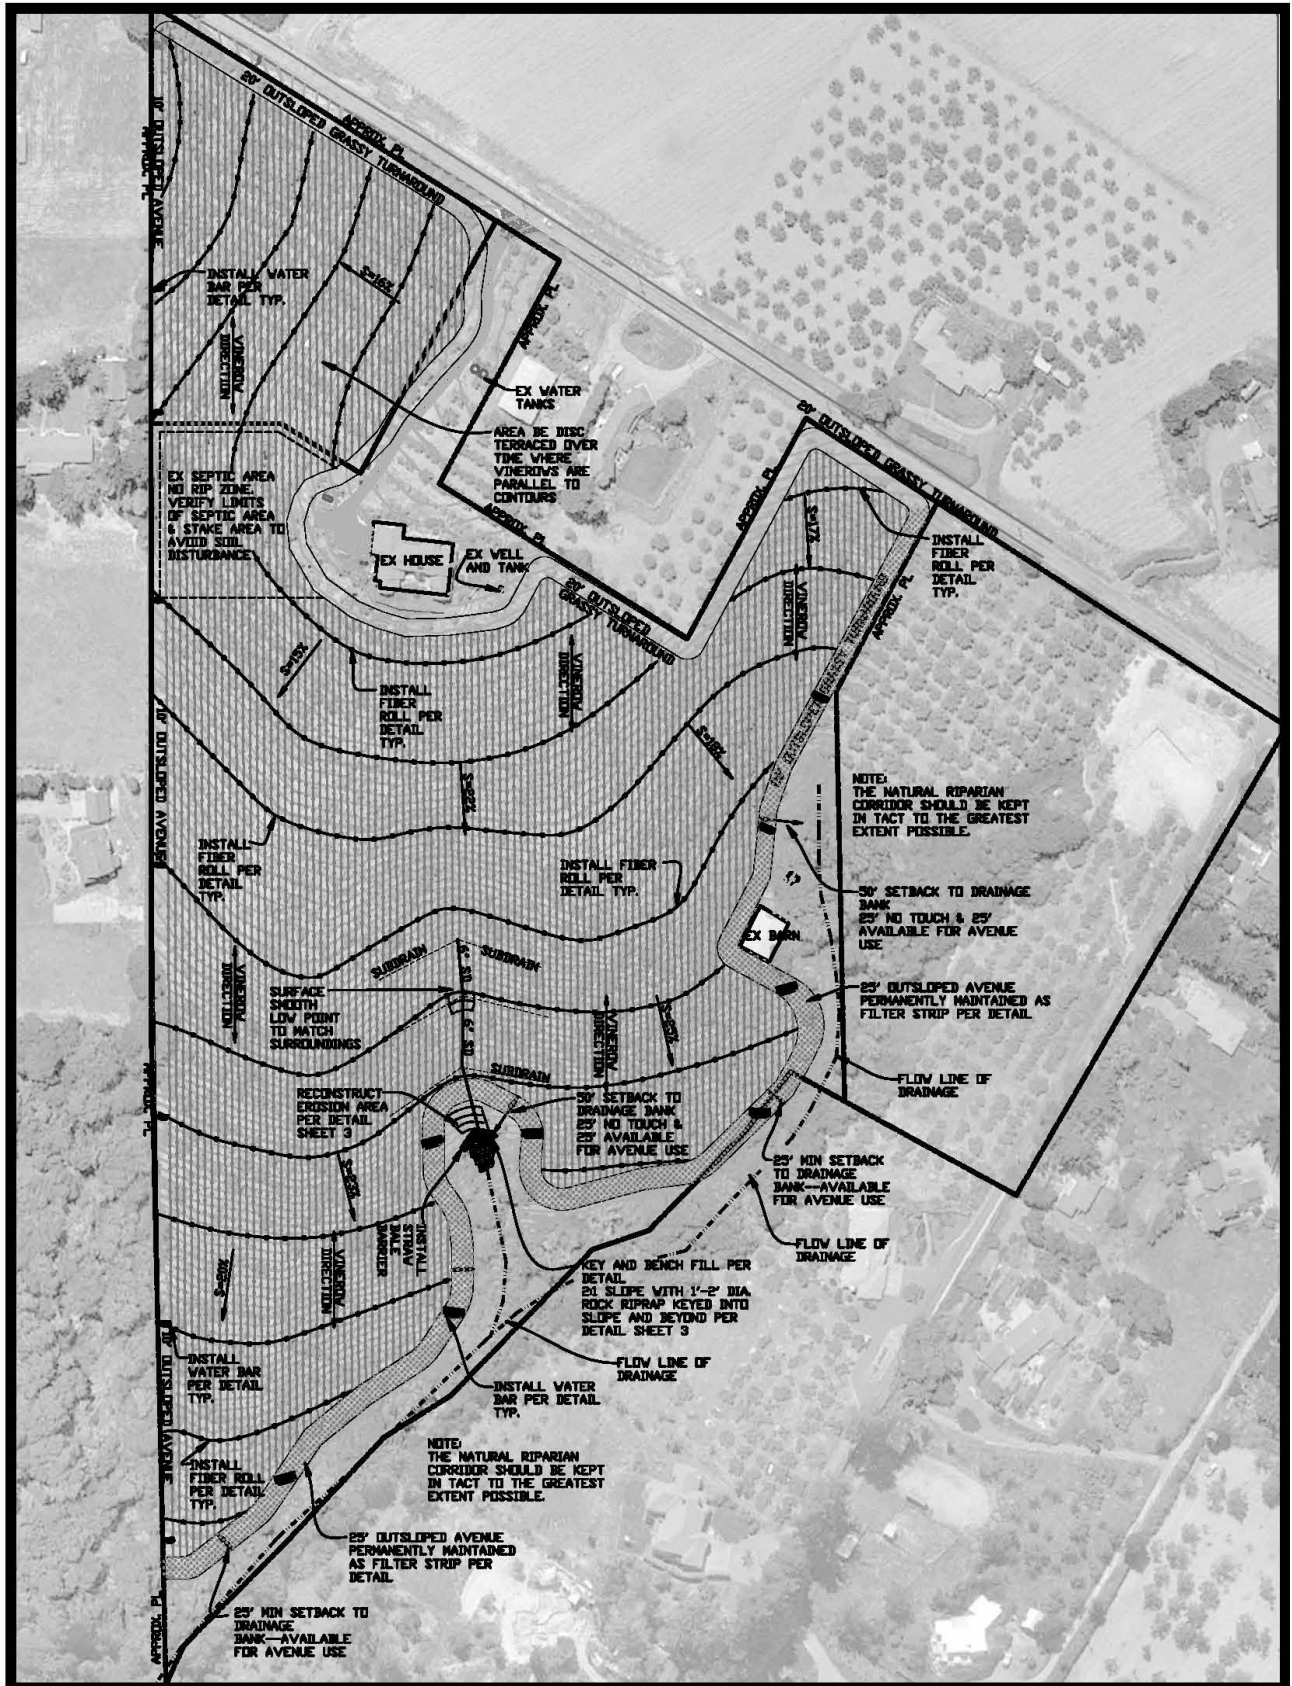 20' OUTSLOPED GRASSY TURNAROUND
APPROX. PL
10' OUTSLOPED AVENUE
APPROX. PL
INSTALL WATER
BAR PER
DETAIL TYP.
S=16%
VINEROW
DIRECTION
APPROX. PL
EX WATER
TANKS
AREA BE DISC
TERRACED OVER
TIME WHERE
VINEROWS ARE
PARALLEL TO
CONTOURS
EX SEPTIC AREA
NO RIP ZONE.
VERIFY LIMITS
OF SEPTIC AREA
& STAKE AREA TO
AVOID SOIL
DISTURBANCE
EX HOUSE
EX WELL
AND TANK
APPROX. PL
20' OUTSLOPED
GRASSY TURNAROUND
APPROX. PL
20' OUTSLOPED GRASSY TURNAROUND
S=17%
INSTALL
FIBER
ROLL PER
DETAIL
TYP.
VINEROW
DIRECTION
APPROX. PL
OUTSLOPED GRASSY TURNAROUND
S=15%
INSTALL
FIBER
ROLL PER
DETAIL
TYP.
VINEROW
DIRECTION
S=18%
10' OUTSLOPED AVENUE
S=22%
NOTE:
THE NATURAL RIPARIAN
CORRIDOR SHOULD BE KEPT
IN TACT TO THE GREATEST
EXTENT POSSIBLE.
INSTALL
FIBER
ROLL PER
DETAIL
TYP.
INSTALL FIBER
ROLL PER
DETAIL TYP.
50' SETBACK TO DRAINAGE
BANK
25' NO TOUCH & 25'
AVAILABLE FOR AVENUE
USE
EX BARN
SUBDRAIN
SUBDRAIN
6" SD
VINEROW
DIRECTION
SURFACE
SMOOTH
LOW POINT
TO MATCH
SURROUNDINGS
6" SD
VINEROW
DIRECTION
25' OUTSLOPED AVENUE
PERMANENTLY MAINTAINED AS
FILTER STRIP PER DETAIL
SUBDRAIN
FLOW LINE OF
DRAINAGE
APPROX. PL
RECONSTRUCT
EROSION AREA
PER DETAIL
SHEET 3
50' SETBACK TO
DRAINAGE BANK
25' NO TOUCH &
25' AVAILABLE
FOR AVENUE USE
25' MIN SETBACK
TO DRAINAGE
BANK--AVAILABLE
FOR AVENUE USE
S=23%
INSTALL
STRAW
BALE
BARRIER
FLOW LINE OF
DRAINAGE
VINEROW
DIRECTION
KEY AND BENCH FILL PER
DETAIL
2:1 SLOPE WITH 1'-2' DIA.
ROCK RIPRAP KEYED INTO
SLOPE AND BEYOND PER
DETAIL SHEET 3
10' OUTSLOPED AVENUE
INSTALL
WATER BAR
PER DETAIL
TYP.
FLOW LINE OF
DRAINAGE
INSTALL WATER
BAR PER DETAIL
TYP.
NOTE:
THE NATURAL RIPARIAN
CORRIDOR SHOULD BE KEPT
IN TACT TO THE GREATEST
EXTENT POSSIBLE.
INSTALL
FIBER ROLL
PER DETAIL
TYP.
25' OUTSLOPED AVENUE
PERMANENTLY MAINTAINED
AS FILTER STRIP PER
DETAIL
25' MIN SETBACK TO
DRAINAGE
BANK--AVAILABLE
FOR AVENUE USE
APPROX. PL